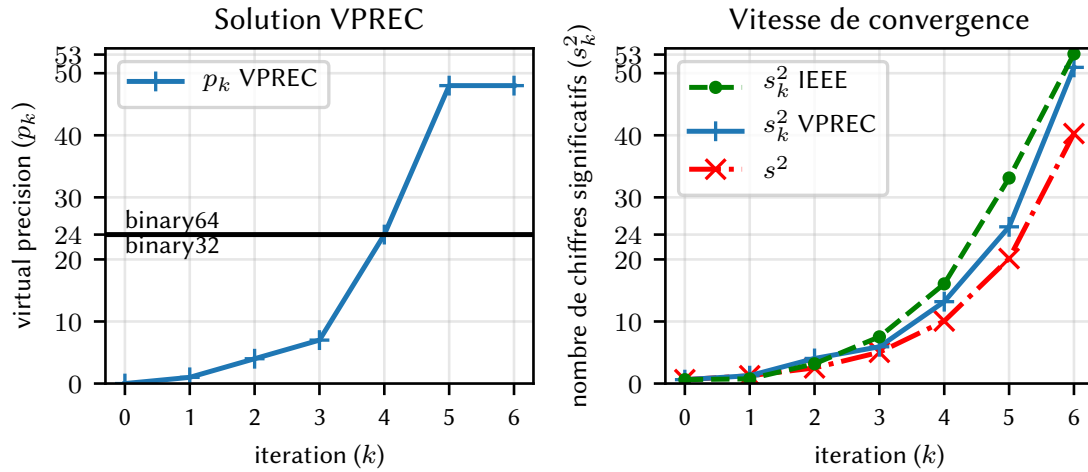 Solution VPREC
virtual precision (p_k)
53
50
40
30
24
20
10
0
p_k VPREC
binary64
binary32
0 1 2 3 4 5 6
iteration (k)
Vitesse de convergence
nombre de chiffres significatifs (s_k^2)
53
50
40
30
24
20
10
0
s_k^2 IEEE
s_k^2 VPREC
s^2
0 1 2 3 4 5 6
iteration (k)